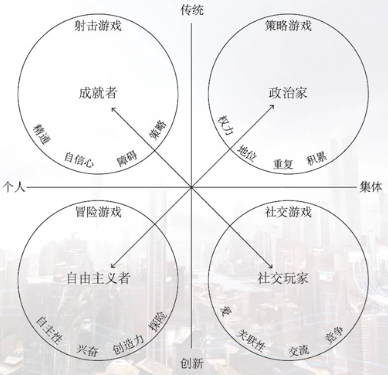 传统
射击游戏
策略游戏
成就者
政治家
精通
自信心
障碍
策略
权力
地位
重复
积累
个人
集体
冒险游戏
社交游戏
自由主义者
社交玩家
自主性
兴奋
创造力
探险
爱
关联性
交流
竞争
创新